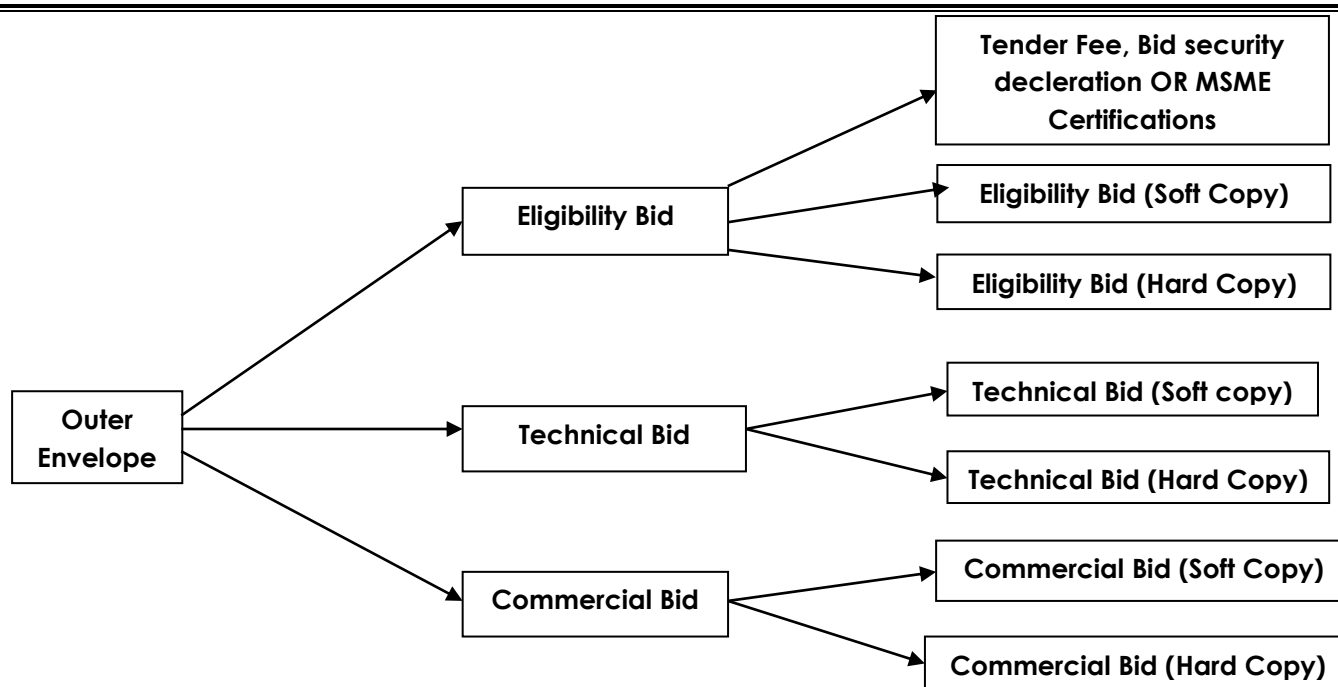 Tender Fee, Bid security
decleration OR MSME
Certifications
Eligibility Bid
Eligibility Bid (Soft Copy)
Eligibility Bid (Hard Copy)
Outer
Envelope
Technical Bid
Technical Bid (Soft copy)
Technical Bid (Hard Copy)
Commercial Bid
Commercial Bid (Soft Copy)
Commercial Bid (Hard Copy)